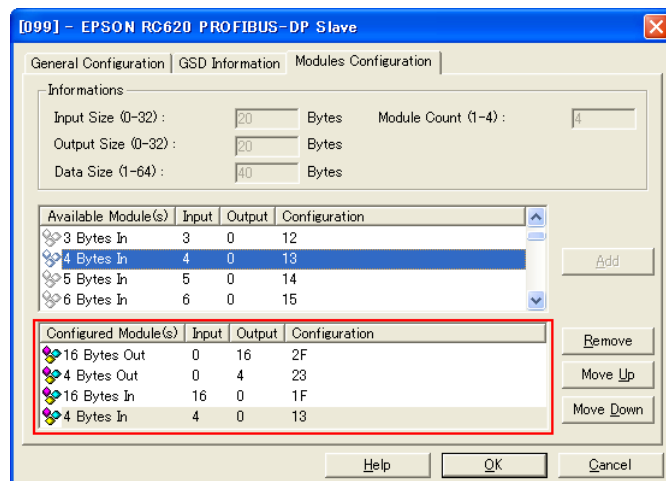 [099] - EPSON RC620 PROFIBUS-DP Slave
General Configuration GSD Information Modules Configuration
Informations
Input Size (0-32) : 20 Bytes Module Count (1-4) : 4
Output Size (0-32) : 20 Bytes
Data Size (1-64) : 40 Bytes
Available Module(s) Input Output Configuration
3 Bytes In 3 0 12
4 Bytes In 4 0 13
5 Bytes In 5 0 14
6 Bytes In 6 0 15
Add
Configured Module(s) Input Output Configuration
16 Bytes Out 0 16 2F
4 Bytes Out 0 4 23
16 Bytes In 16 0 1F
4 Bytes In 4 0 13
Remove
Move Up
Move Down
Help OK Cancel